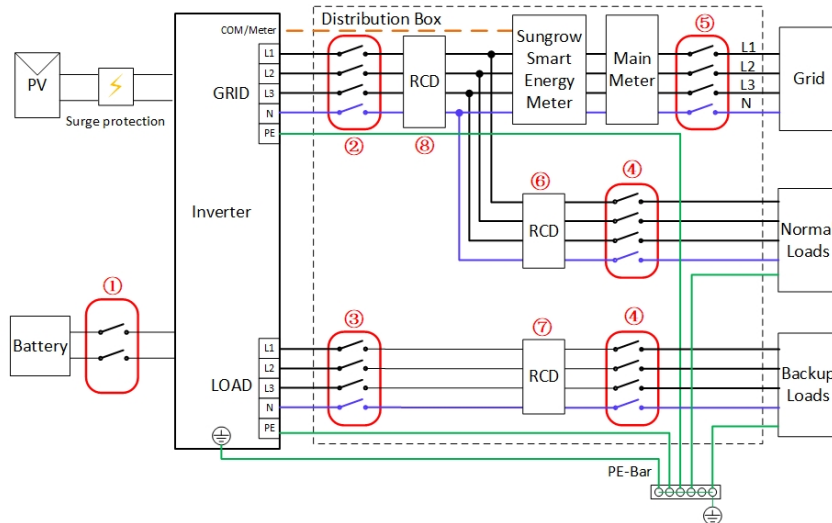 Distribution Box
⑤
COM/Meter
L1
L2
L3
N
PE
GRID
PV
Surge protection
②
RCD
⑧
Sungrow
Smart
Energy
Meter
Main
Meter
L1
L2
L3
N
Grid
Inverter
⑥
RCD
④
Normal
Loads
①
Battery
③
⑦
RCD
④
Backup
Loads
L1
L2
L3
N
PE
LOAD
PE-Bar